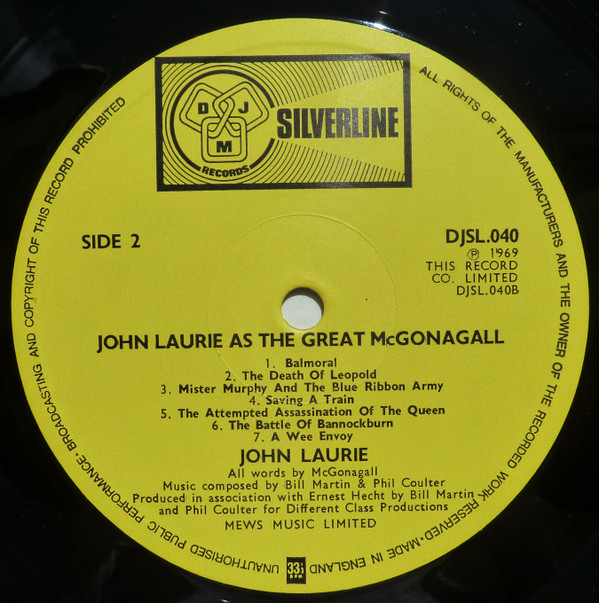 D J M
RECORDS
SILVERLINE
SIDE 2
DJSL.040
Ⓟ 1969
THIS RECORD
CO. LIMITED
DJSL.040B
JOHN LAURIE AS THE GREAT McGONAGALL
1. Balmoral
2. The Death Of Leopold
3. Mister Murphy And The Blue Ribbon Army
4. Saving A Train
5. The Attempted Assassination Of The Queen
6. The Battle Of Bannockburn
7. A Wee Envoy
JOHN LAURIE
All words by McGonagall
Music composed by Bill Martin & Phil Coulter
Produced in association with Ernest Hecht by Bill Martin
and Phil Coulter for Different Class Productions
MEWS MUSIC LIMITED
33⅓
RPM
ALL RIGHTS OF THE MANUFACTURERS AND THE OWNER OF THE RECORDED WORK RESERVED · MADE IN ENGLAND
UNAUTHORISED PUBLIC PERFORMANCE · BROADCASTING AND COPYRIGHT OF THIS RECORD PROHIBITED